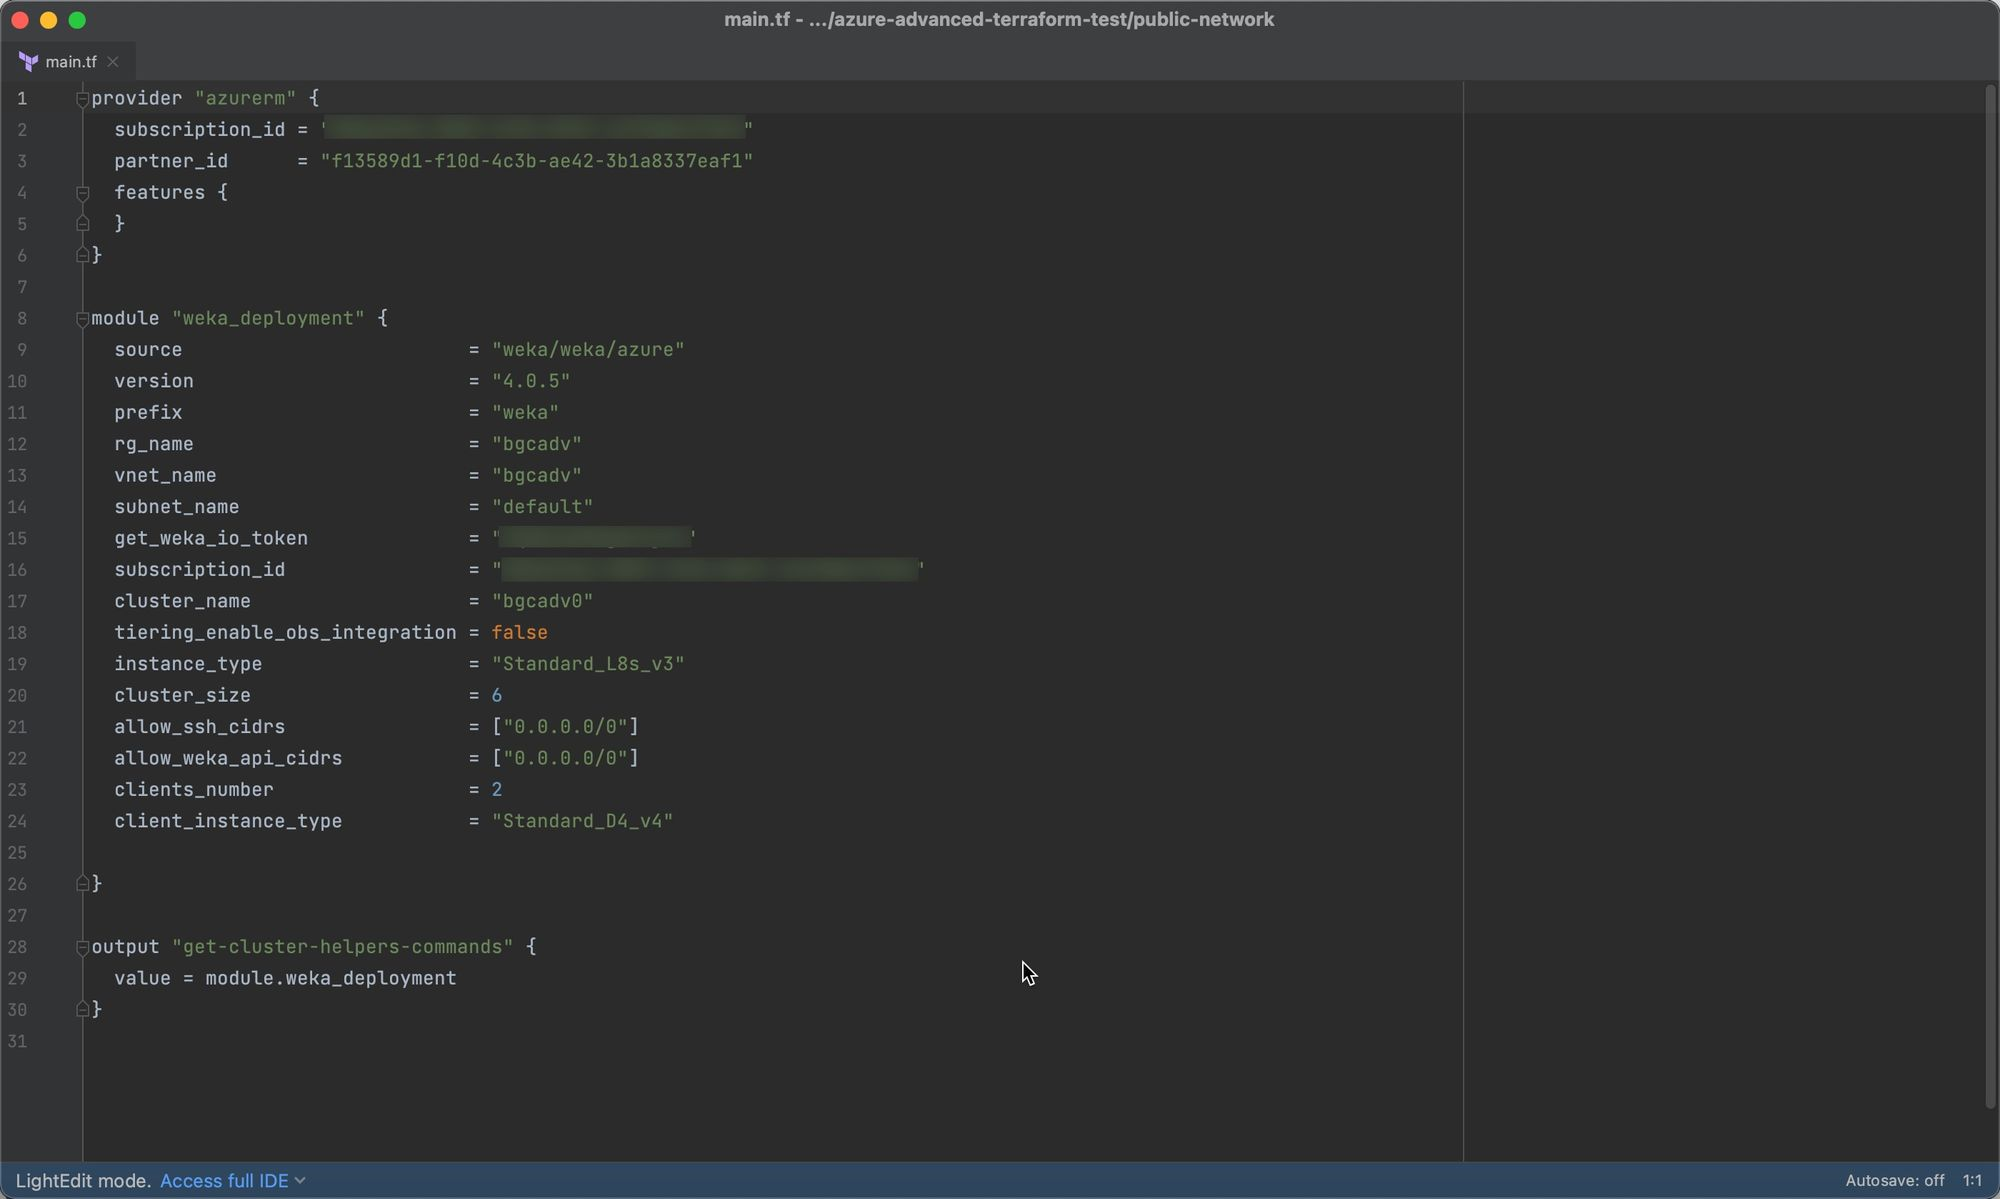 main.tf - .../azure-advanced-terraform-test/public-network
main.tf
1 provider "azurerm" {
2 subscription_id = ""
3 partner_id = "f13589d1-f10d-4c3b-ae42-3b1a8337eaf1"
4 features {
5 }
6 }
7
8 module "weka_deployment" {
9 source = "weka/weka/azure"
10 version = "4.0.5"
11 prefix = "weka"
12 rg_name = "bgcadv"
13 vnet_name = "bgcadv"
14 subnet_name = "default"
15 get_weka_io_token = ""
16 subscription_id = ""
17 cluster_name = "bgcadv0"
18 tiering_enable_obs_integration = false
19 instance_type = "Standard_L8s_v3"
20 cluster_size = 6
21 allow_ssh_cidrs = ["0.0.0.0/0"]
22 allow_weka_api_cidrs = ["0.0.0.0/0"]
23 clients_number = 2
24 client_instance_type = "Standard_D4_v4"
25
26 }
27
28 output "get-cluster-helpers-commands" {
29 value = module.weka_deployment
30 }
31
LightEdit mode. Access full IDE
Autosave: off 1:1